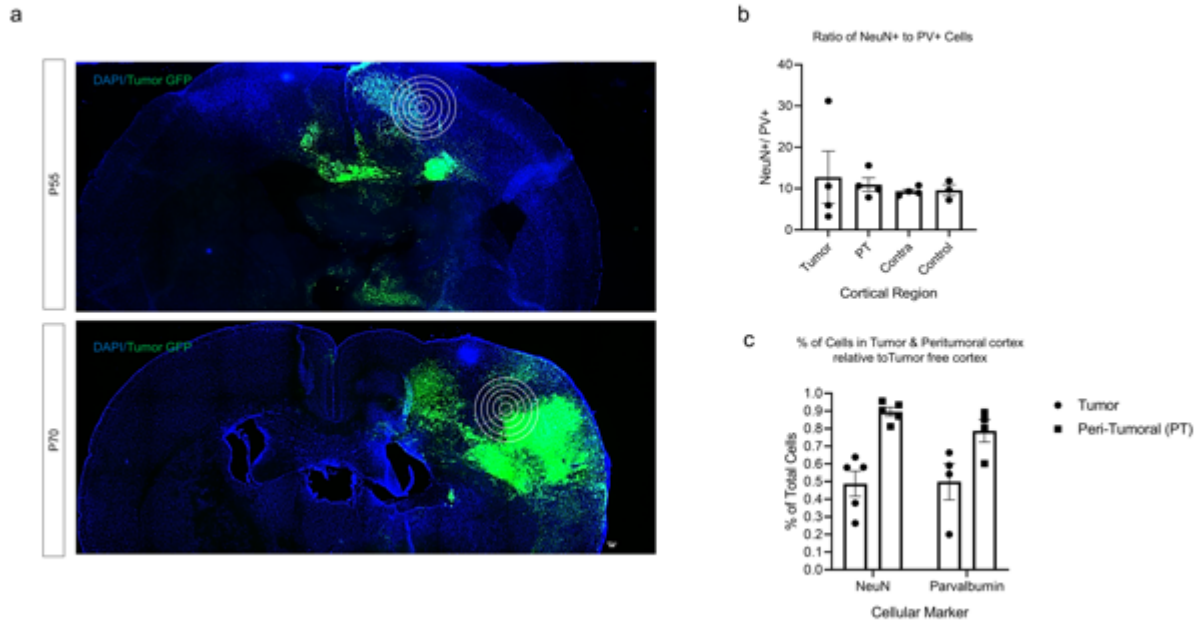 a
P55
DAPI/Tumor GFP
P70
DAPI/Tumor GFP
b
Ratio of NeuN+ to PV+ Cells
NeuN+/ PV+
40
30
20
10
0
Tumor
PT
Contra
Control
Cortical Region
c
% of Cells in Tumor & Peritumoral cortex
relative toTumor free cortex
% of Total Cells
1.0
0.9
0.8
0.7
0.6
0.5
0.4
0.3
0.2
0.1
0.0
NeuN
Parvalbumin
Cellular Marker
Tumor
Peri-Tumoral (PT)